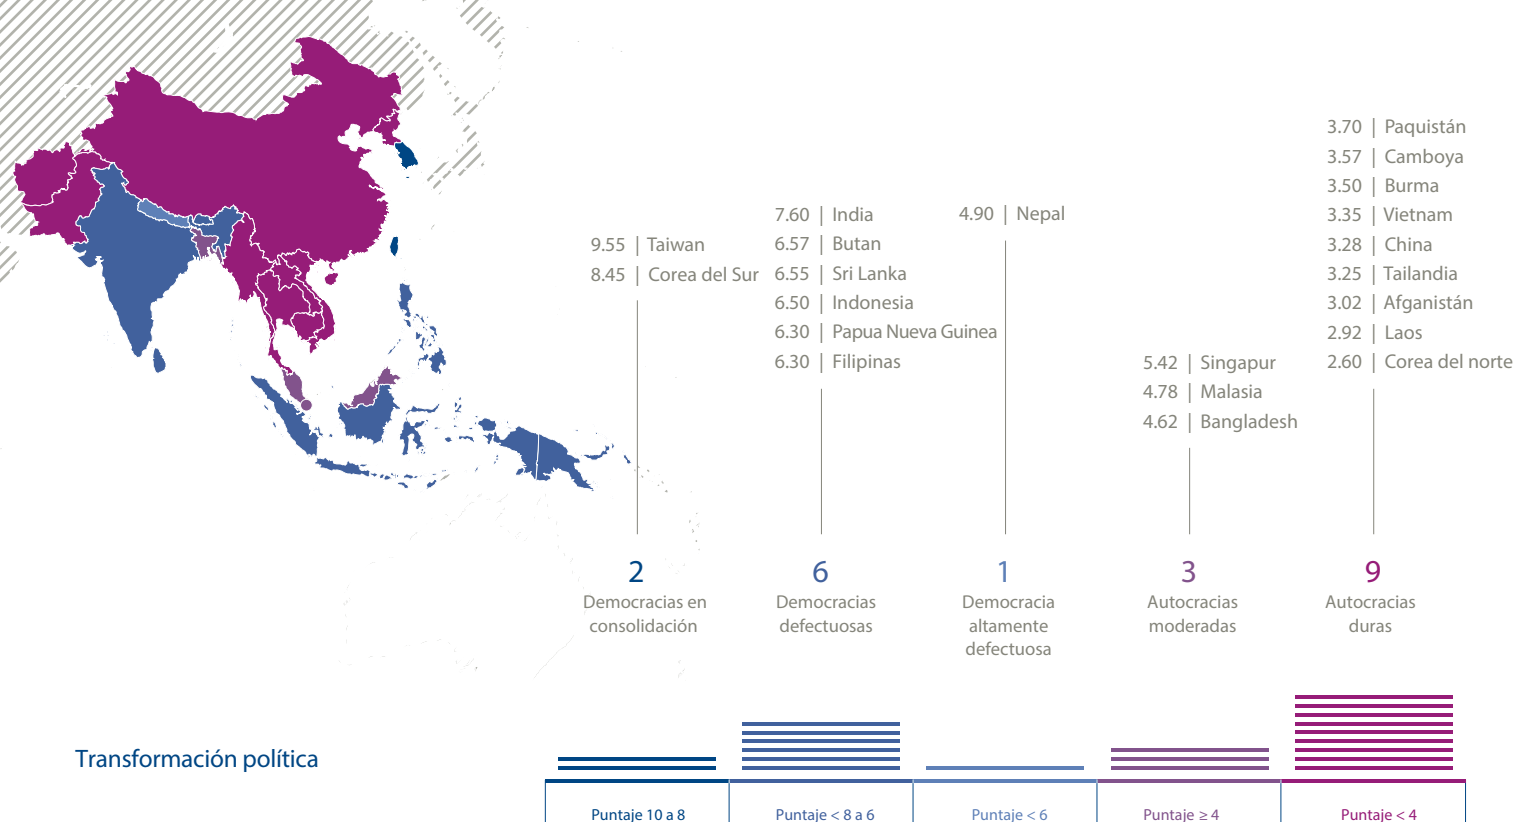 9.55 | Taiwan
8.45 | Corea del Sur
7.60 | India
6.57 | Butan
6.55 | Sri Lanka
6.50 | Indonesia
6.30 | Papua Nueva Guinea
6.30 | Filipinas
4.90 | Nepal
5.42 | Singapur
4.78 | Malasia
4.62 | Bangladesh
3.70 | Paquistán
3.57 | Camboya
3.50 | Burma
3.35 | Vietnam
3.28 | China
3.25 | Tailandia
3.02 | Afganistán
2.92 | Laos
2.60 | Corea del norte
2
Democracias en
consolidación
6
Democracias
defectuosas
1
Democracia
altamente
defectuosa
3
Autocracias
moderadas
9
Autocracias
duras
Transformación política
Puntaje 10 a 8
Puntaje < 8 a 6
Puntaje < 6
Puntaje ≥ 4
Puntaje < 4